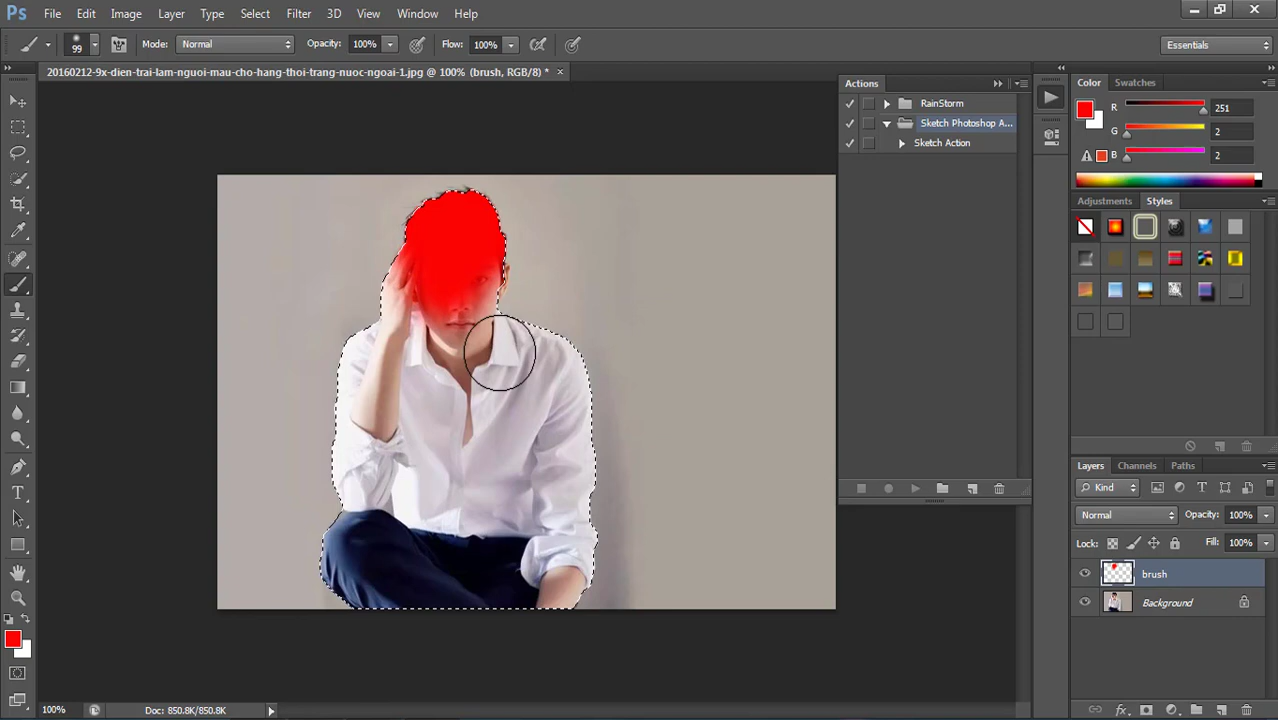 Ps File Edit Image Layer Type Select Filter 3D View Window Help
99 Mode: Normal Opacity: 100% Flow: 100% Essentials
20160212-9x-dien-trai-lam-nguoi-mau-cho-hang-thoi-trang-nuoc-ngoai-1.jpg @ 100% (brush, RGB/8) *
Actions
RainStorm
Sketch Photoshop A...
Sketch Action
Color Swatches
R 251
G 2
B 2
Adjustments Styles
Layers Channels Paths
Kind
Normal Opacity: 100%
Lock: Fill: 100%
brush
Background
100% Doc: 850.8K/850.8K